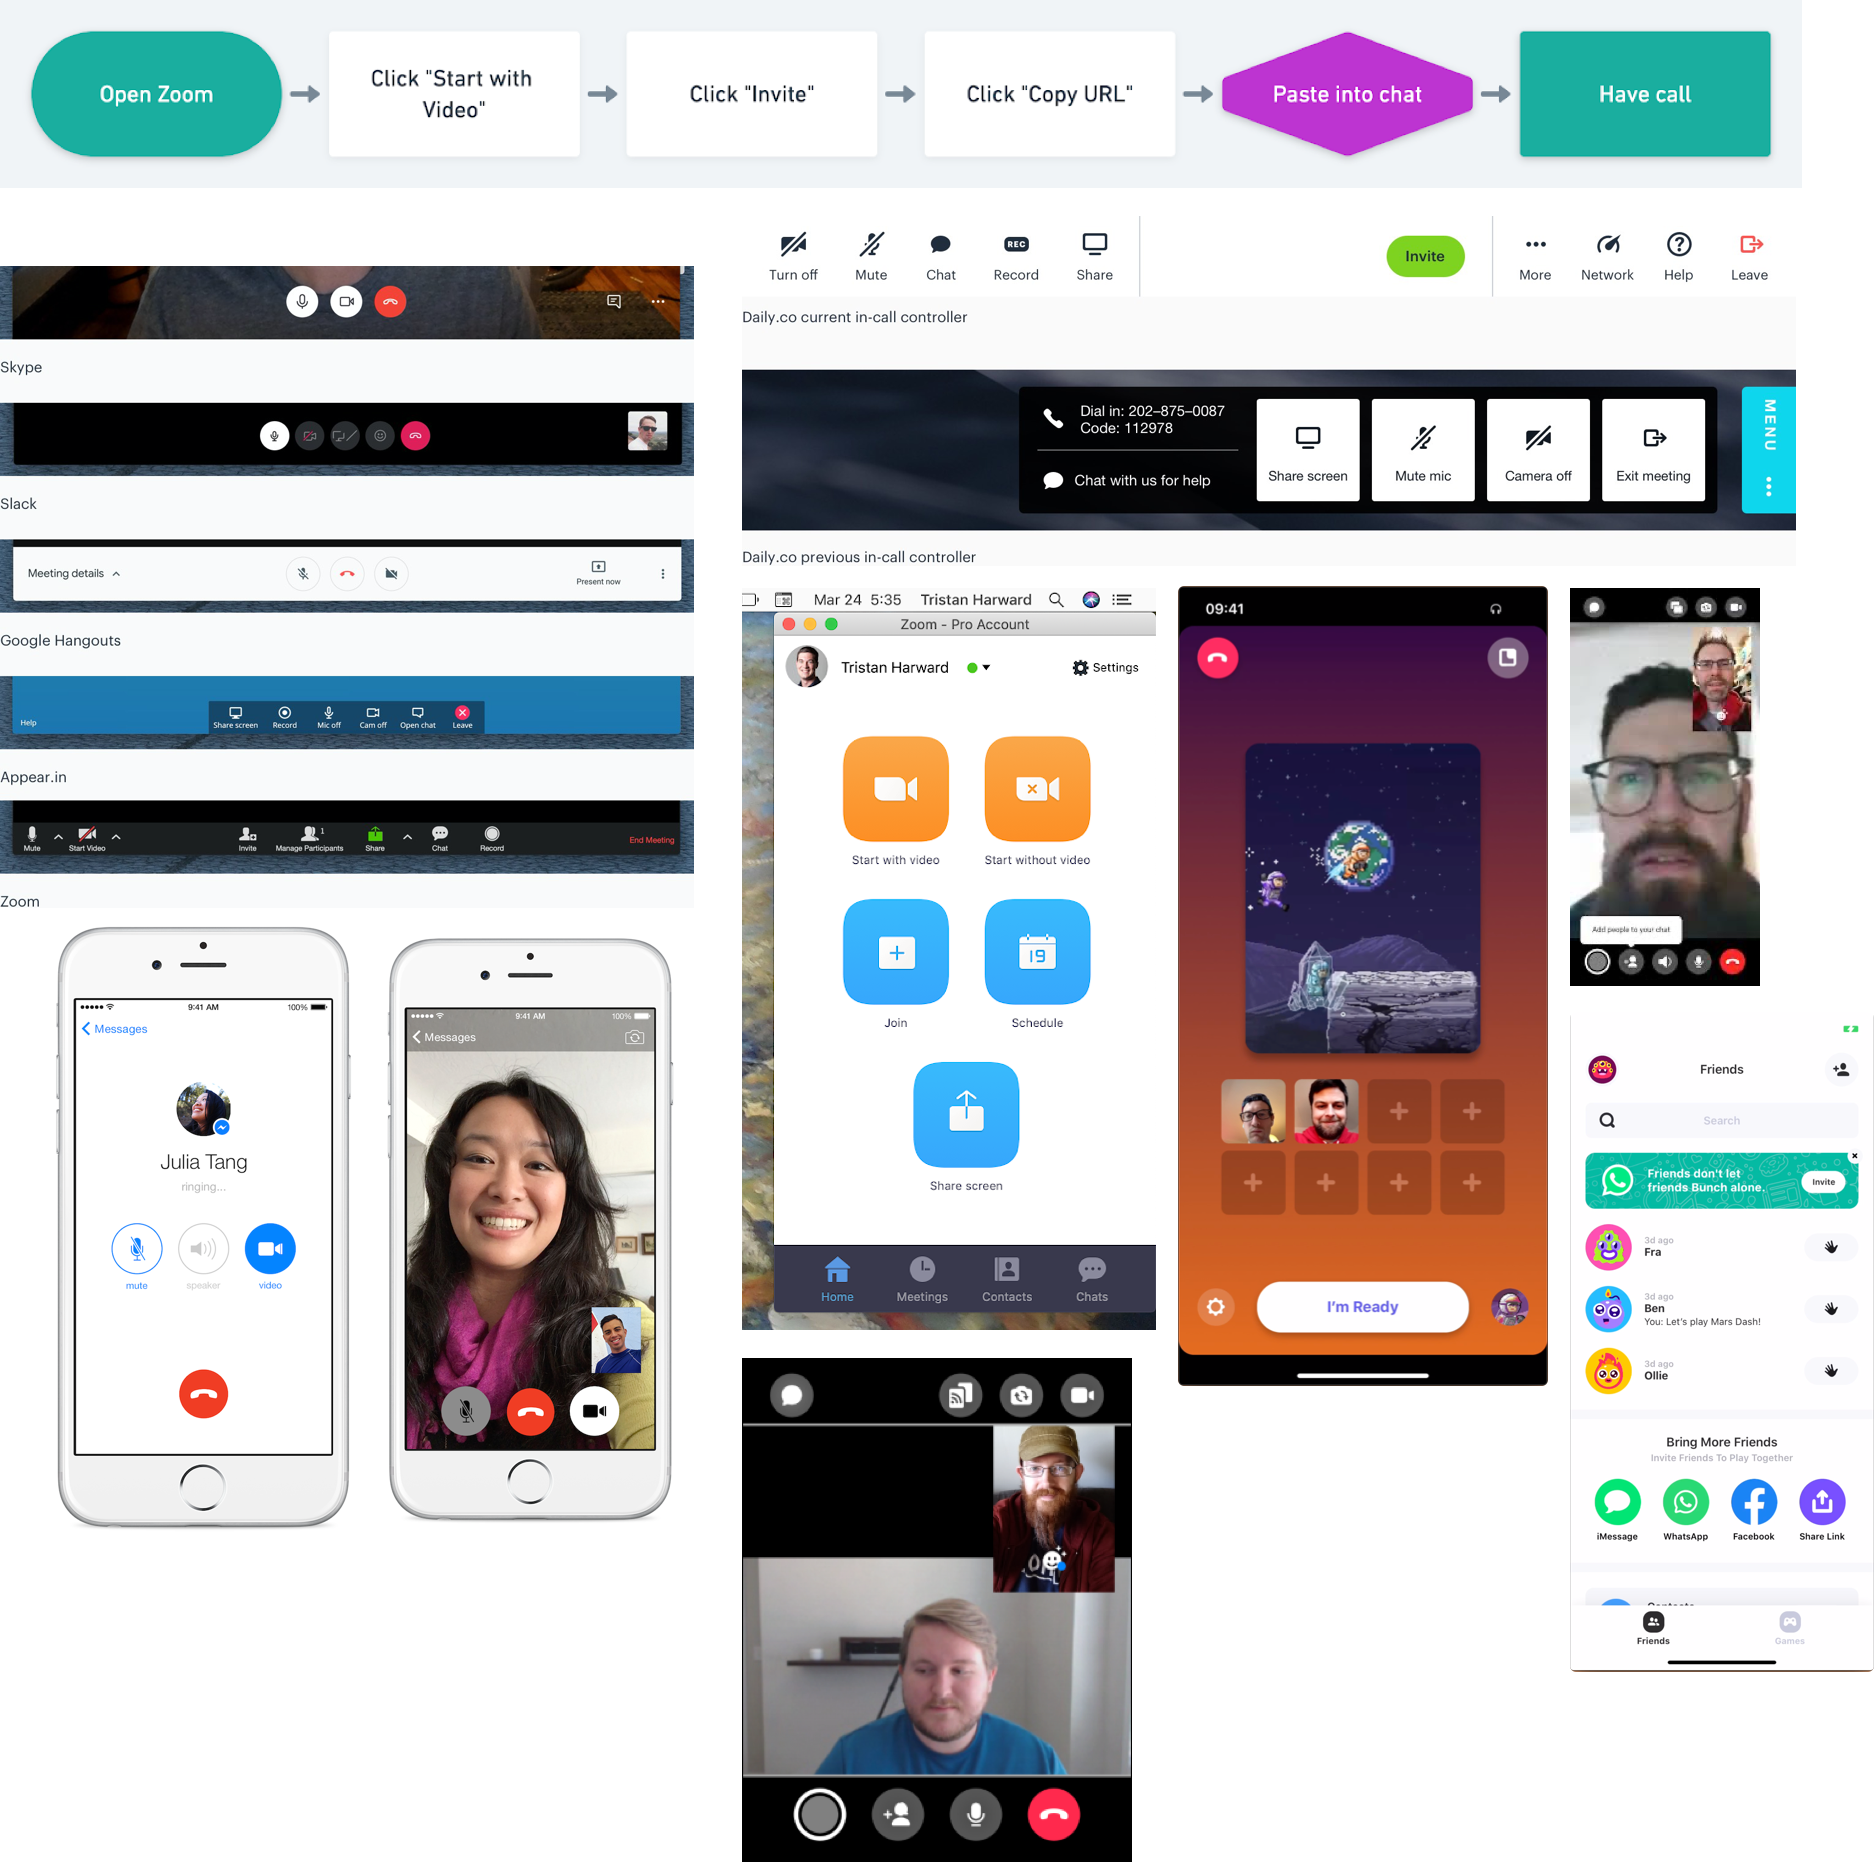 Open Zoom
Click "Start with
Video"
Click "Invite"
Click "Copy URL"
Paste into chat
Have call
Turn off
Mute
Chat
REC
Record
Share
Invite
More
Network
Help
Leave
Daily.co current in-call controller
Skype
Slack
Meeting details
Present now
Google Hangouts
Help
Share screen
Record
Mic off
Cam off
Open chat
Leave
Appear.in
Mute
Start Video
Invite
1
Manage Participants
Share
Chat
Record
End Meeting
Zoom
Dial in: 202–875–0087
Code: 112978
Chat with us for help
Share screen
Mute mic
Camera off
Exit meeting
MENU
Daily.co previous in-call controller
Mar 24 5:35 Tristan Harward
Zoom - Pro Account
Tristan Harward
Settings
Start with video
Start without video
Join
19
Schedule
Share screen
Home
Meetings
Contacts
Chats
09:41
I'm Ready
Add people to your chat
Friends
Search
Friends don't let
friends Bunch alone.
Invite
3d ago
Fra
3d ago
Ben
You: Let's play Mars Dash!
3d ago
Ollie
Bring More Friends
Invite Friends To Play Together
iMessage
WhatsApp
Facebook
Share Link
Contacts
Friends
Games
9:41 AM
100%
Messages
Julia Tang
ringing...
mute
speaker
video
9:41 AM
100%
Messages